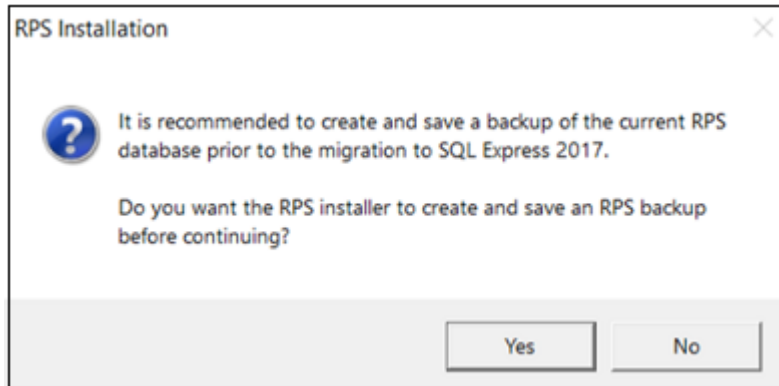 RPS Installation
It is recommended to create and save a backup of the current RPS
database prior to the migration to SQL Express 2017.
Do you want the RPS installer to create and save an RPS backup
before continuing?
Yes No